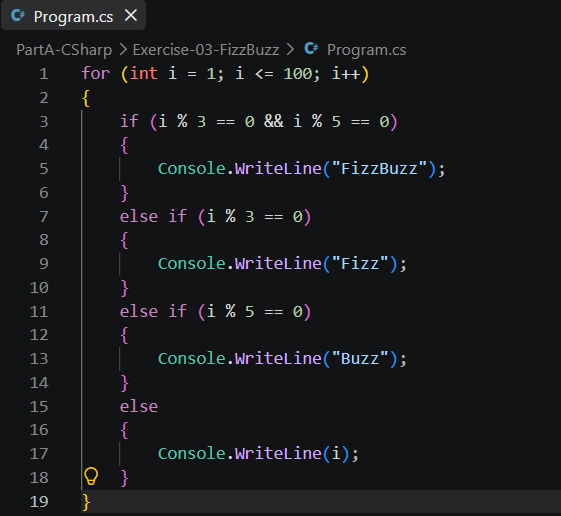 C# Program.cs ×
PartA-CSharp > Exercise-03-FizzBuzz > C# Program.cs
1 for (int i = 1; i <= 100; i++)
2 {
3     if (i % 3 == 0 && i % 5 == 0)
4     {
5         Console.WriteLine("FizzBuzz");
6     }
7     else if (i % 3 == 0)
8     {
9         Console.WriteLine("Fizz");
10     }
11     else if (i % 5 == 0)
12     {
13         Console.WriteLine("Buzz");
14     }
15     else
16     {
17         Console.WriteLine(i);
18     }
19 }